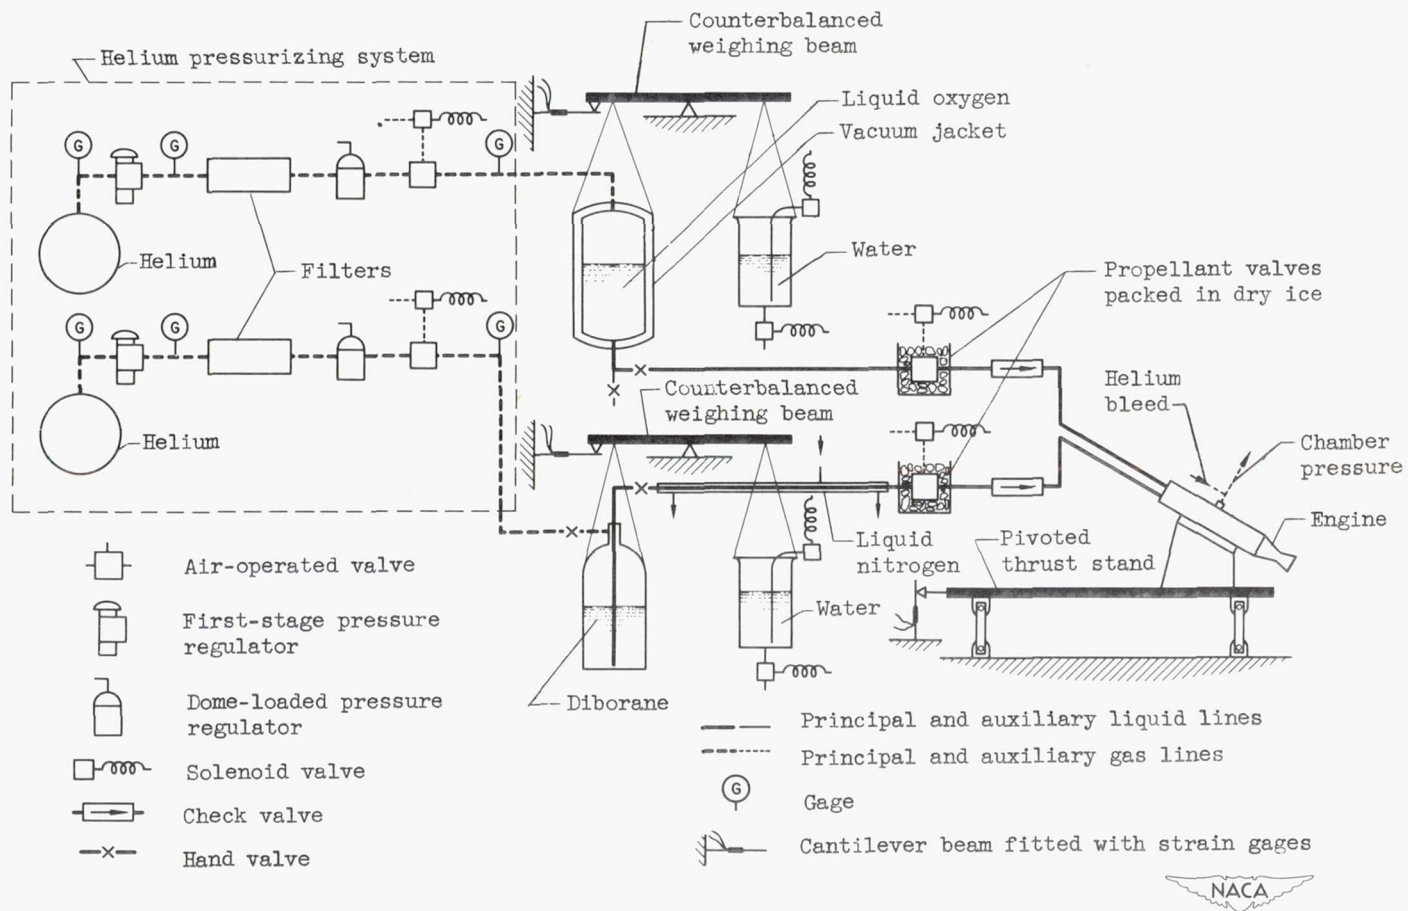 Counterbalanced
weighing beam
Helium pressurizing system
Liquid oxygen
Vacuum jacket
G
G
G
Helium
Filters
Water
Propellant valves
packed in dry ice
G
G
G
Helium
Counterbalanced
weighing beam
Helium
bleed
Chamber
pressure
Engine
Liquid
nitrogen
Pivoted
thrust stand
Water
Diborane
Air-operated valve
First-stage pressure
regulator
Dome-loaded pressure
regulator
Solenoid valve
Check valve
Hand valve
Principal and auxiliary liquid lines
Principal and auxiliary gas lines
G
Gage
Cantilever beam fitted with strain gages
NACA